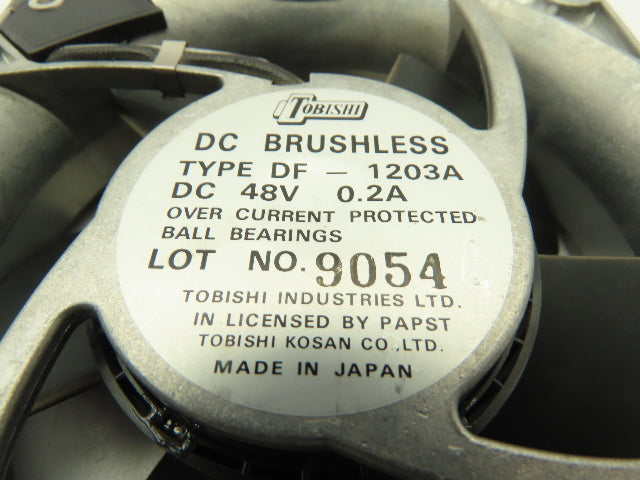 TOBISHI
DC BRUSHLESS
TYPE DF - 1203A
DC 48V 0.2A
OVER CURRENT PROTECTED
BALL BEARINGS
LOT NO. 9054
TOBISHI INDUSTRIES LTD.
IN LICENSED BY PAPST
TOBISHI KOSAN CO.,LTD.
MADE IN JAPAN